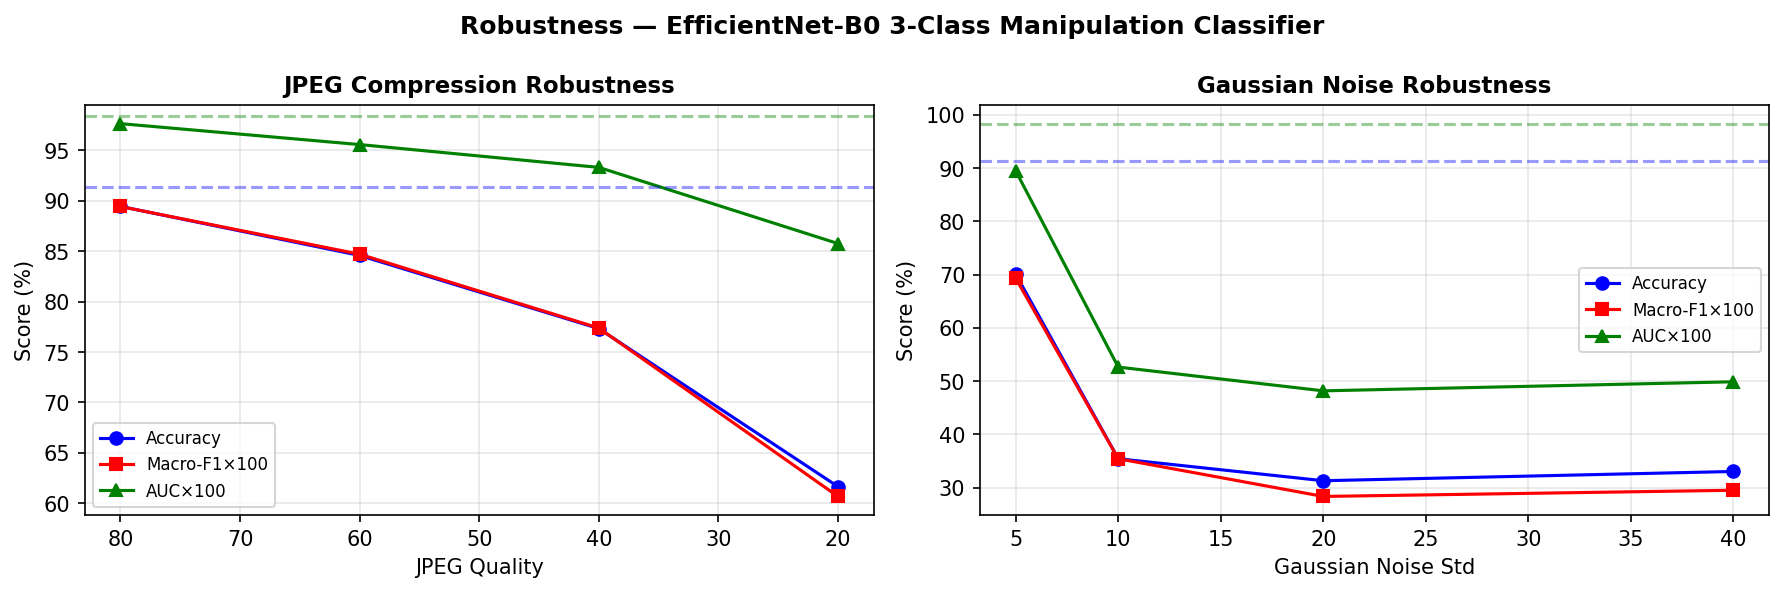 Robustness — EfficientNet-B0 3-Class Manipulation Classifier
JPEG Compression Robustness
95
90
85
80
75
70
65
60
Score (%)
80 70 60 50 40 30 20
JPEG Quality
Accuracy
Macro-F1×100
AUC×100
Gaussian Noise Robustness
100
90
80
70
60
50
40
30
Score (%)
5 10 15 20 25 30 35 40
Gaussian Noise Std
Accuracy
Macro-F1×100
AUC×100